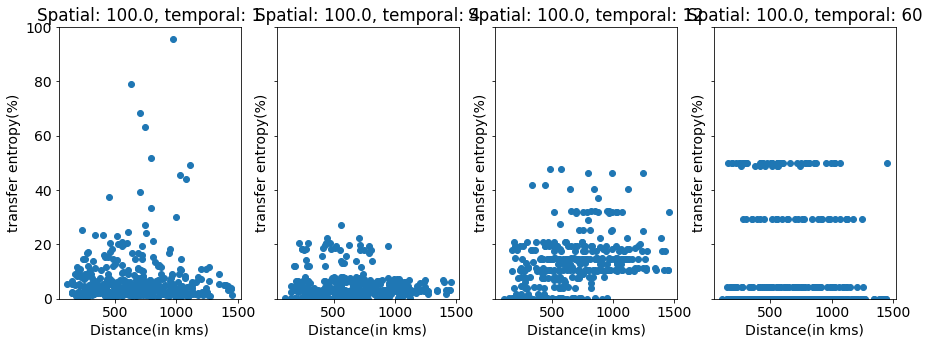 Spatial: 100.0, temporal: 1
Spatial: 100.0, temporal: 4
Spatial: 100.0, temporal: 12
Spatial: 100.0, temporal: 60
100
80
60
40
20
0
transfer entropy(%)
transfer entropy(%)
transfer entropy(%)
transfer entropy(%)
500 1000 1500
500 1000 1500
500 1000 1500
500 1000 1500
Distance(in kms)
Distance(in kms)
Distance(in kms)
Distance(in kms)